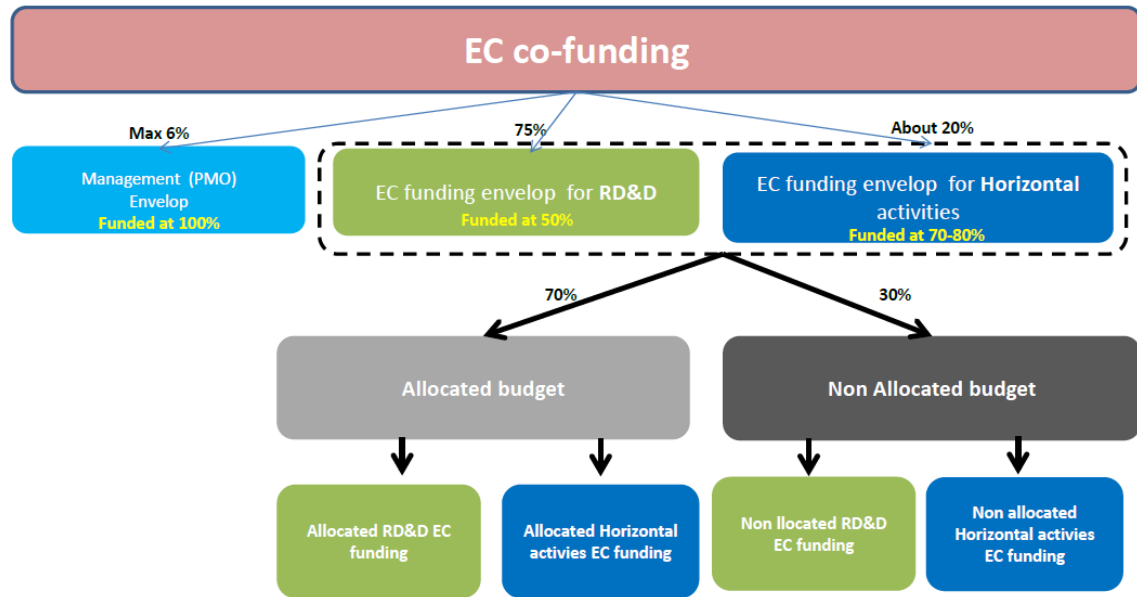 EC co-funding
Max 6%
75%
About 20%
Management (PMO)
Envelop
Funded at 100%
EC funding envelop for RD&D
Funded at 50%
EC funding envelop for Horizontal
activities
Funded at 70-80%
70%
30%
Allocated budget
Non Allocated budget
Allocated RD&D EC
funding
Allocated Horizontal
activies EC funding
Non llocated RD&D
EC funding
Non allocated
Horizontal activies
EC funding